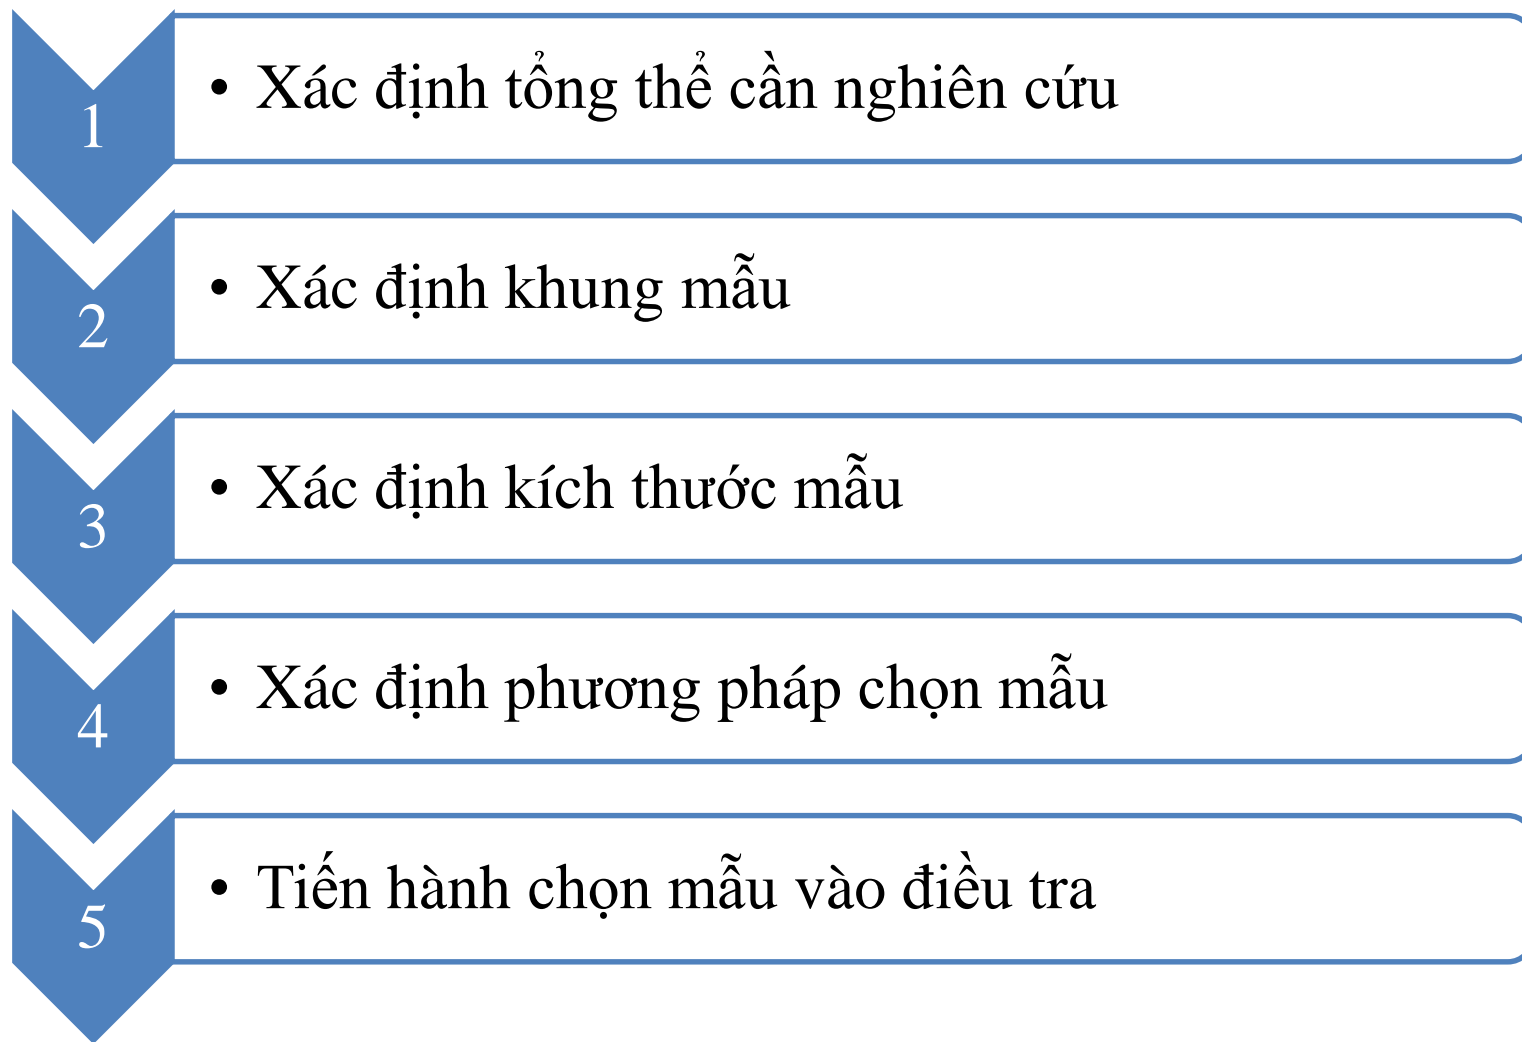 1
• Xác định tổng thể cần nghiên cứu
2
• Xác định khung mẫu
3
• Xác định kích thước mẫu
4
• Xác định phương pháp chọn mẫu
5
• Tiến hành chọn mẫu vào điều tra